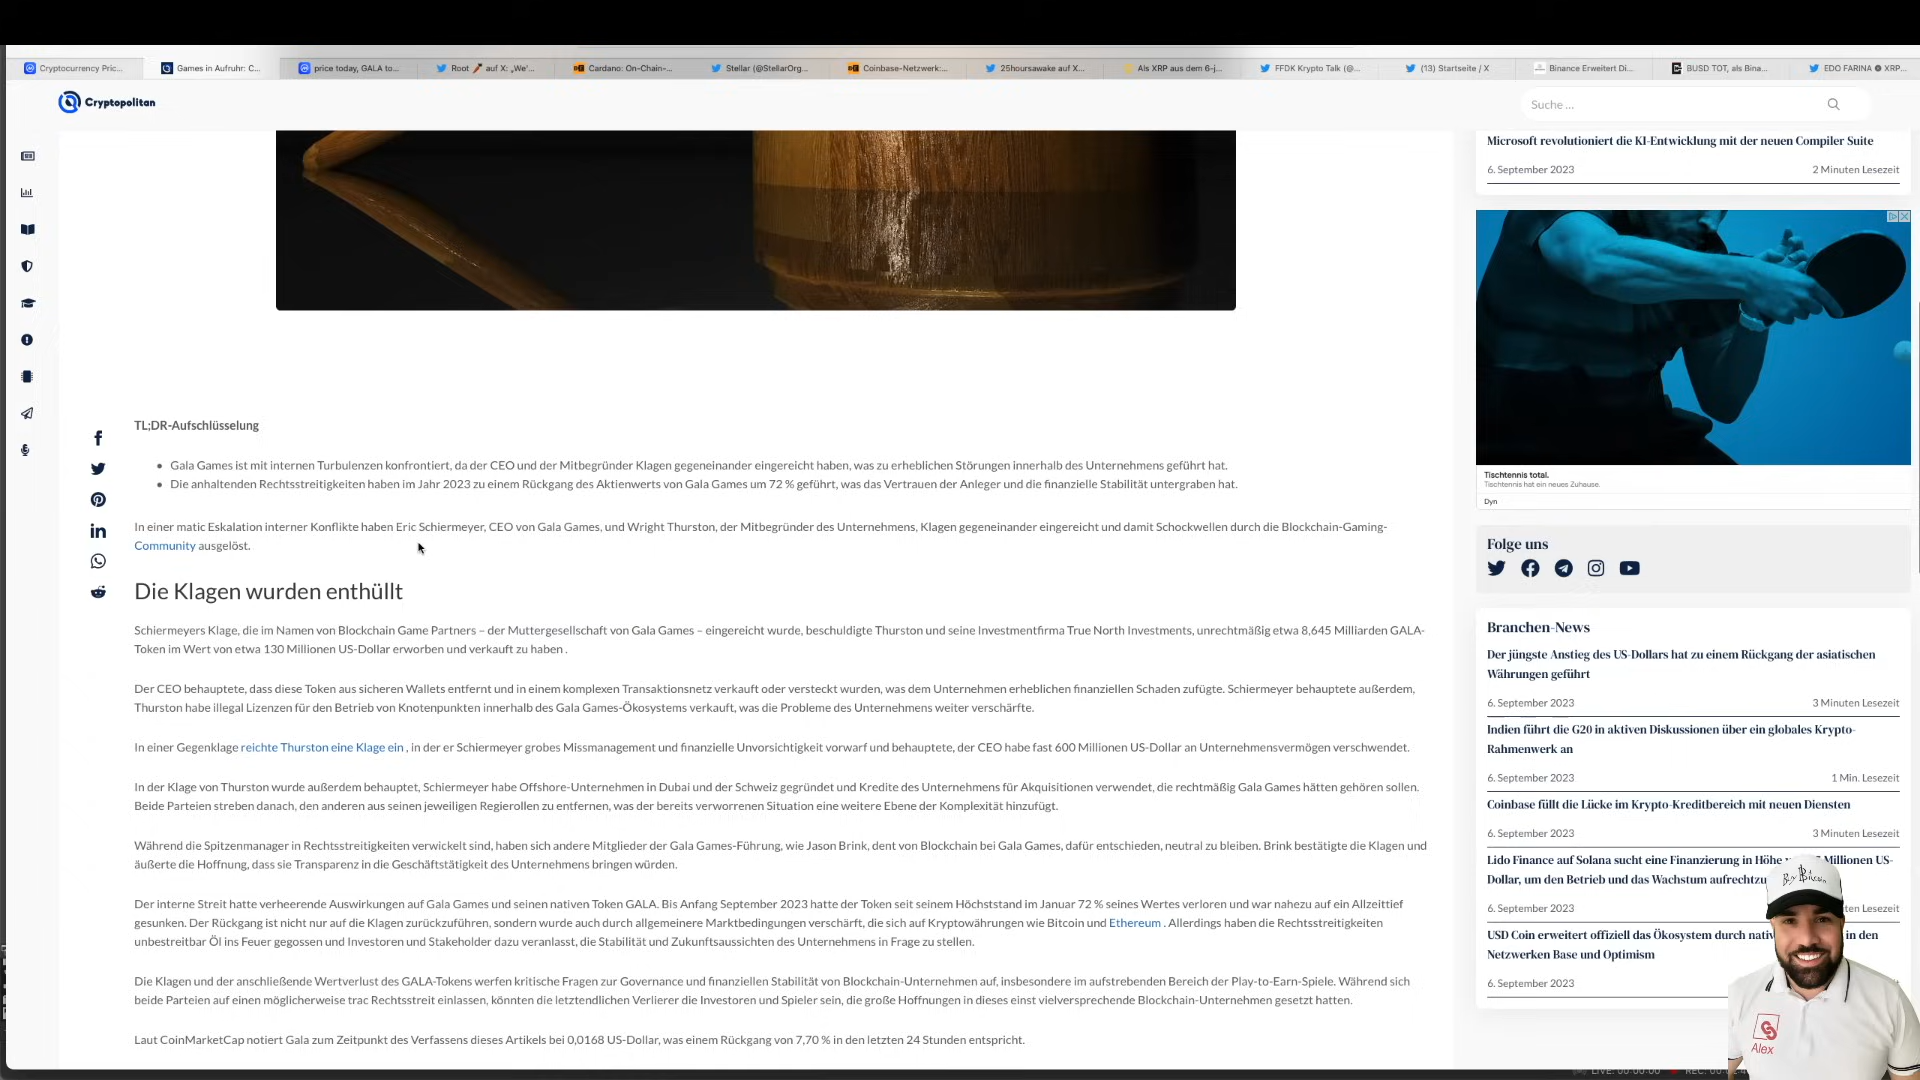 Cryptocurrency Pric...
Games in Aufruhr: C...
price today, GALA to...
Root auf X: „We'...
Cardano: On-Chain-...
Stellar (@StellarOrg...
Coinbase-Netzwerk:...
25hoursawake auf X...
Als XRP aus dem 6-j...
FFDK Krypto Talk (@...
(13) Startseite / X
Binance Erweitert Di...
BUSD TOT, als Bina...
EDO FARINA XRP...
Cryptopolitan
Suche ...
Microsoft revolutioniert die KI-Entwicklung mit der neuen Compiler Suite
6. September 2023
2 Minuten Lesezeit
Tischtennis total.
Tischtennis hat ein neues Zuhause.
Dyn
TL;DR-Aufschlüsselung
Gala Games ist mit internen Turbulenzen konfrontiert, da der CEO und der Mitbegründer Klagen gegeneinander eingereicht haben, was zu erheblichen Störungen innerhalb des Unternehmens geführt hat.
Die anhaltenden Rechtsstreitigkeiten haben im Jahr 2023 zu einem Rückgang des Aktienwerts von Gala Games um 72 % geführt, was das Vertrauen der Anleger und die finanzielle Stabilität untergraben hat.
In einer matic Eskalation interner Konflikte haben Eric Schiermeyer, CEO von Gala Games, und Wright Thurston, der Mitbegründer des Unternehmens, Klagen gegeneinander eingereicht und damit Schockwellen durch die Blockchain-Gaming-
Community ausgelöst.
Die Klagen wurden enthüllt
Schiermeyers Klage, die im Namen von Blockchain Game Partners – der Muttergesellschaft von Gala Games – eingereicht wurde, beschuldigte Thurston und seine Investmentfirma True North Investments, unrechtmäßig etwa 8,645 Milliarden GALA-
Token im Wert von etwa 130 Millionen US-Dollar erworben und verkauft zu haben .
Der CEO behauptete, dass diese Token aus sicheren Wallets entfernt und in einem komplexen Transaktionsnetz verkauft oder versteckt wurden, was dem Unternehmen erheblichen finanziellen Schaden zufügte. Schiermeyer behauptete außerdem,
Thurston habe illegal Lizenzen für den Betrieb von Knotenpunkten innerhalb des Gala Games-Ökosystems verkauft, was die Probleme des Unternehmens weiter verschärfte.
In einer Gegenklage reichte Thurston eine Klage ein , in der er Schiermeyer grobes Missmanagement und finanzielle Unvorsichtigkeit vorwarf und behauptete, der CEO habe fast 600 Millionen US-Dollar an Unternehmensvermögen verschwendet.
In der Klage von Thurston wurde außerdem behauptet, Schiermeyer habe Offshore-Unternehmen in Dubai und der Schweiz gegründet und Kredite des Unternehmens für Akquisitionen verwendet, die rechtmäßig Gala Games hätten gehören sollen.
Beide Parteien streben danach, den anderen aus seinen jeweiligen Regierollen zu entfernen, was der bereits verworrenen Situation eine weitere Ebene der Komplexität hinzufügt.
Während die Spitzenmanager in Rechtsstreitigkeiten verwickelt sind, haben sich andere Mitglieder der Gala Games-Führung, wie Jason Brink, dent von Blockchain bei Gala Games, dafür entschieden, neutral zu bleiben. Brink bestätigte die Klagen und
äußerte die Hoffnung, dass sie Transparenz in die Geschäftstätigkeit des Unternehmens bringen würden.
Der interne Streit hatte verheerende Auswirkungen auf Gala Games und seinen nativen Token GALA. Bis Anfang September 2023 hatte der Token seit seinem Höchststand im Januar 72 % seines Wertes verloren und war nahezu auf ein Allzeittief
gesunken. Der Rückgang ist nicht nur auf die Klagen zurückzuführen, sondern wurde auch durch allgemeinere Marktbedingungen verschärft, die sich auf Kryptowährungen wie Bitcoin und Ethereum . Allerdings haben die Rechtsstreitigkeiten
unbestreitbar Öl ins Feuer gegossen und Investoren und Stakeholder dazu veranlasst, die Stabilität und Zukunftsaussichten des Unternehmens in Frage zu stellen.
Die Klagen und der anschließende Wertverlust des GALA-Tokens werfen kritische Fragen zur Governance und finanziellen Stabilität von Blockchain-Unternehmen auf, insbesondere im aufstrebenden Bereich der Play-to-Earn-Spiele. Während sich
beide Parteien auf einen möglicherweise trac Rechtsstreit einlassen, könnten die letztendlichen Verlierer die Investoren und Spieler sein, die große Hoffnungen in dieses einst vielversprechende Blockchain-Unternehmen gesetzt hatten.
Laut CoinMarketCap notiert Gala zum Zeitpunkt des Verfassens dieses Artikels bei 0,0168 US-Dollar, was einem Rückgang von 7,70 % in den letzten 24 Stunden entspricht.
Folge uns
Branchen-News
Der jüngste Anstieg des US-Dollars hat zu einem Rückgang der asiatischen
Währungen geführt
6. September 2023
3 Minuten Lesezeit
Indien führt die G20 in aktiven Diskussionen über ein globales Krypto-
Rahmenwerk an
6. September 2023
1 Min. Lesezeit
Coinbase füllt die Lücke im Krypto-Kreditbereich mit neuen Diensten
6. September 2023
3 Minuten Lesezeit
Lido Finance auf Solana sucht eine Finanzierung in Höhe Millionen US-
Dollar, um den Betrieb und das Wachstum
6. September 2023
Lesezeit
USD Coin erweitert offiziell das Ökosystem durch in den
Netzwerken Base und Optimism
6. September 2023
Alex